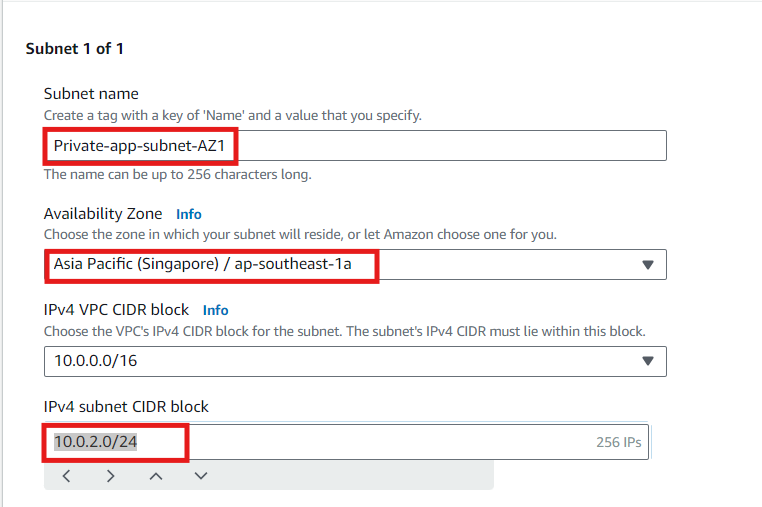 Subnet 1 of 1
Subnet name
Create a tag with a key of 'Name' and a value that you specify.
Private-app-subnet-AZ1
The name can be up to 256 characters long.
Availability Zone Info
Choose the zone in which your subnet will reside, or let Amazon choose one for you.
Asia Pacific (Singapore) / ap-southeast-1a
IPv4 VPC CIDR block Info
Choose the VPC's IPv4 CIDR block for the subnet. The subnet's IPv4 CIDR must lie within this block.
10.0.0.0/16
IPv4 subnet CIDR block
10.0.2.0/24 256 IPs